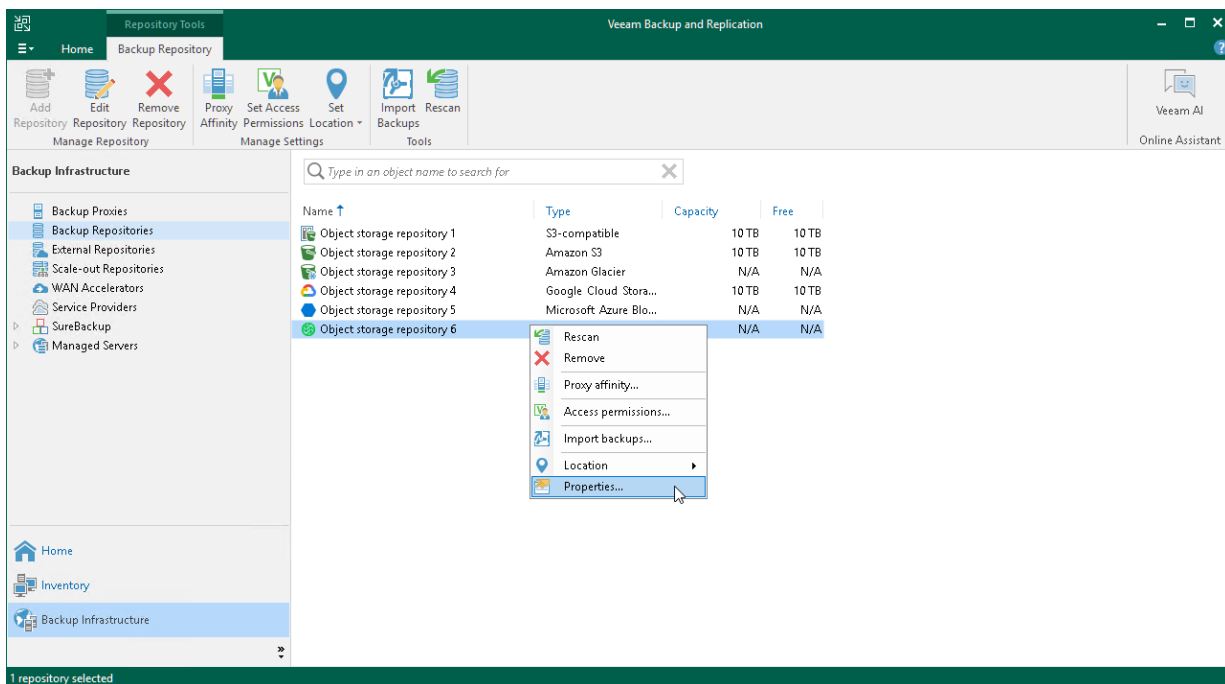 Repository Tools
Veeam Backup and Replication
Home
Backup Repository
Add Repository
Edit Repository
Remove Repository
Proxy Affinity
Set Access Permissions
Set Location
Import Backups
Rescan
Manage Repository
Manage Settings
Tools
Veeam AI
Online Assistant
Backup Infrastructure
Type in an object name to search for
Backup Proxies
Backup Repositories
External Repositories
Scale-out Repositories
WAN Accelerators
Service Providers
SureBackup
Managed Servers
Name Type Capacity Free
Object storage repository 1 S3-compatible 10 TB 10 TB
Object storage repository 2 Amazon S3 10 TB 10 TB
Object storage repository 3 Amazon Glacier N/A N/A
Object storage repository 4 Google Cloud Stora... 10 TB 10 TB
Object storage repository 5 Microsoft Azure Blo... N/A N/A
Object storage repository 6 N/A N/A
Rescan
Remove
Proxy affinity...
Access permissions...
Import backups...
Location
Properties...
Home
Inventory
Backup Infrastructure
1 repository selected